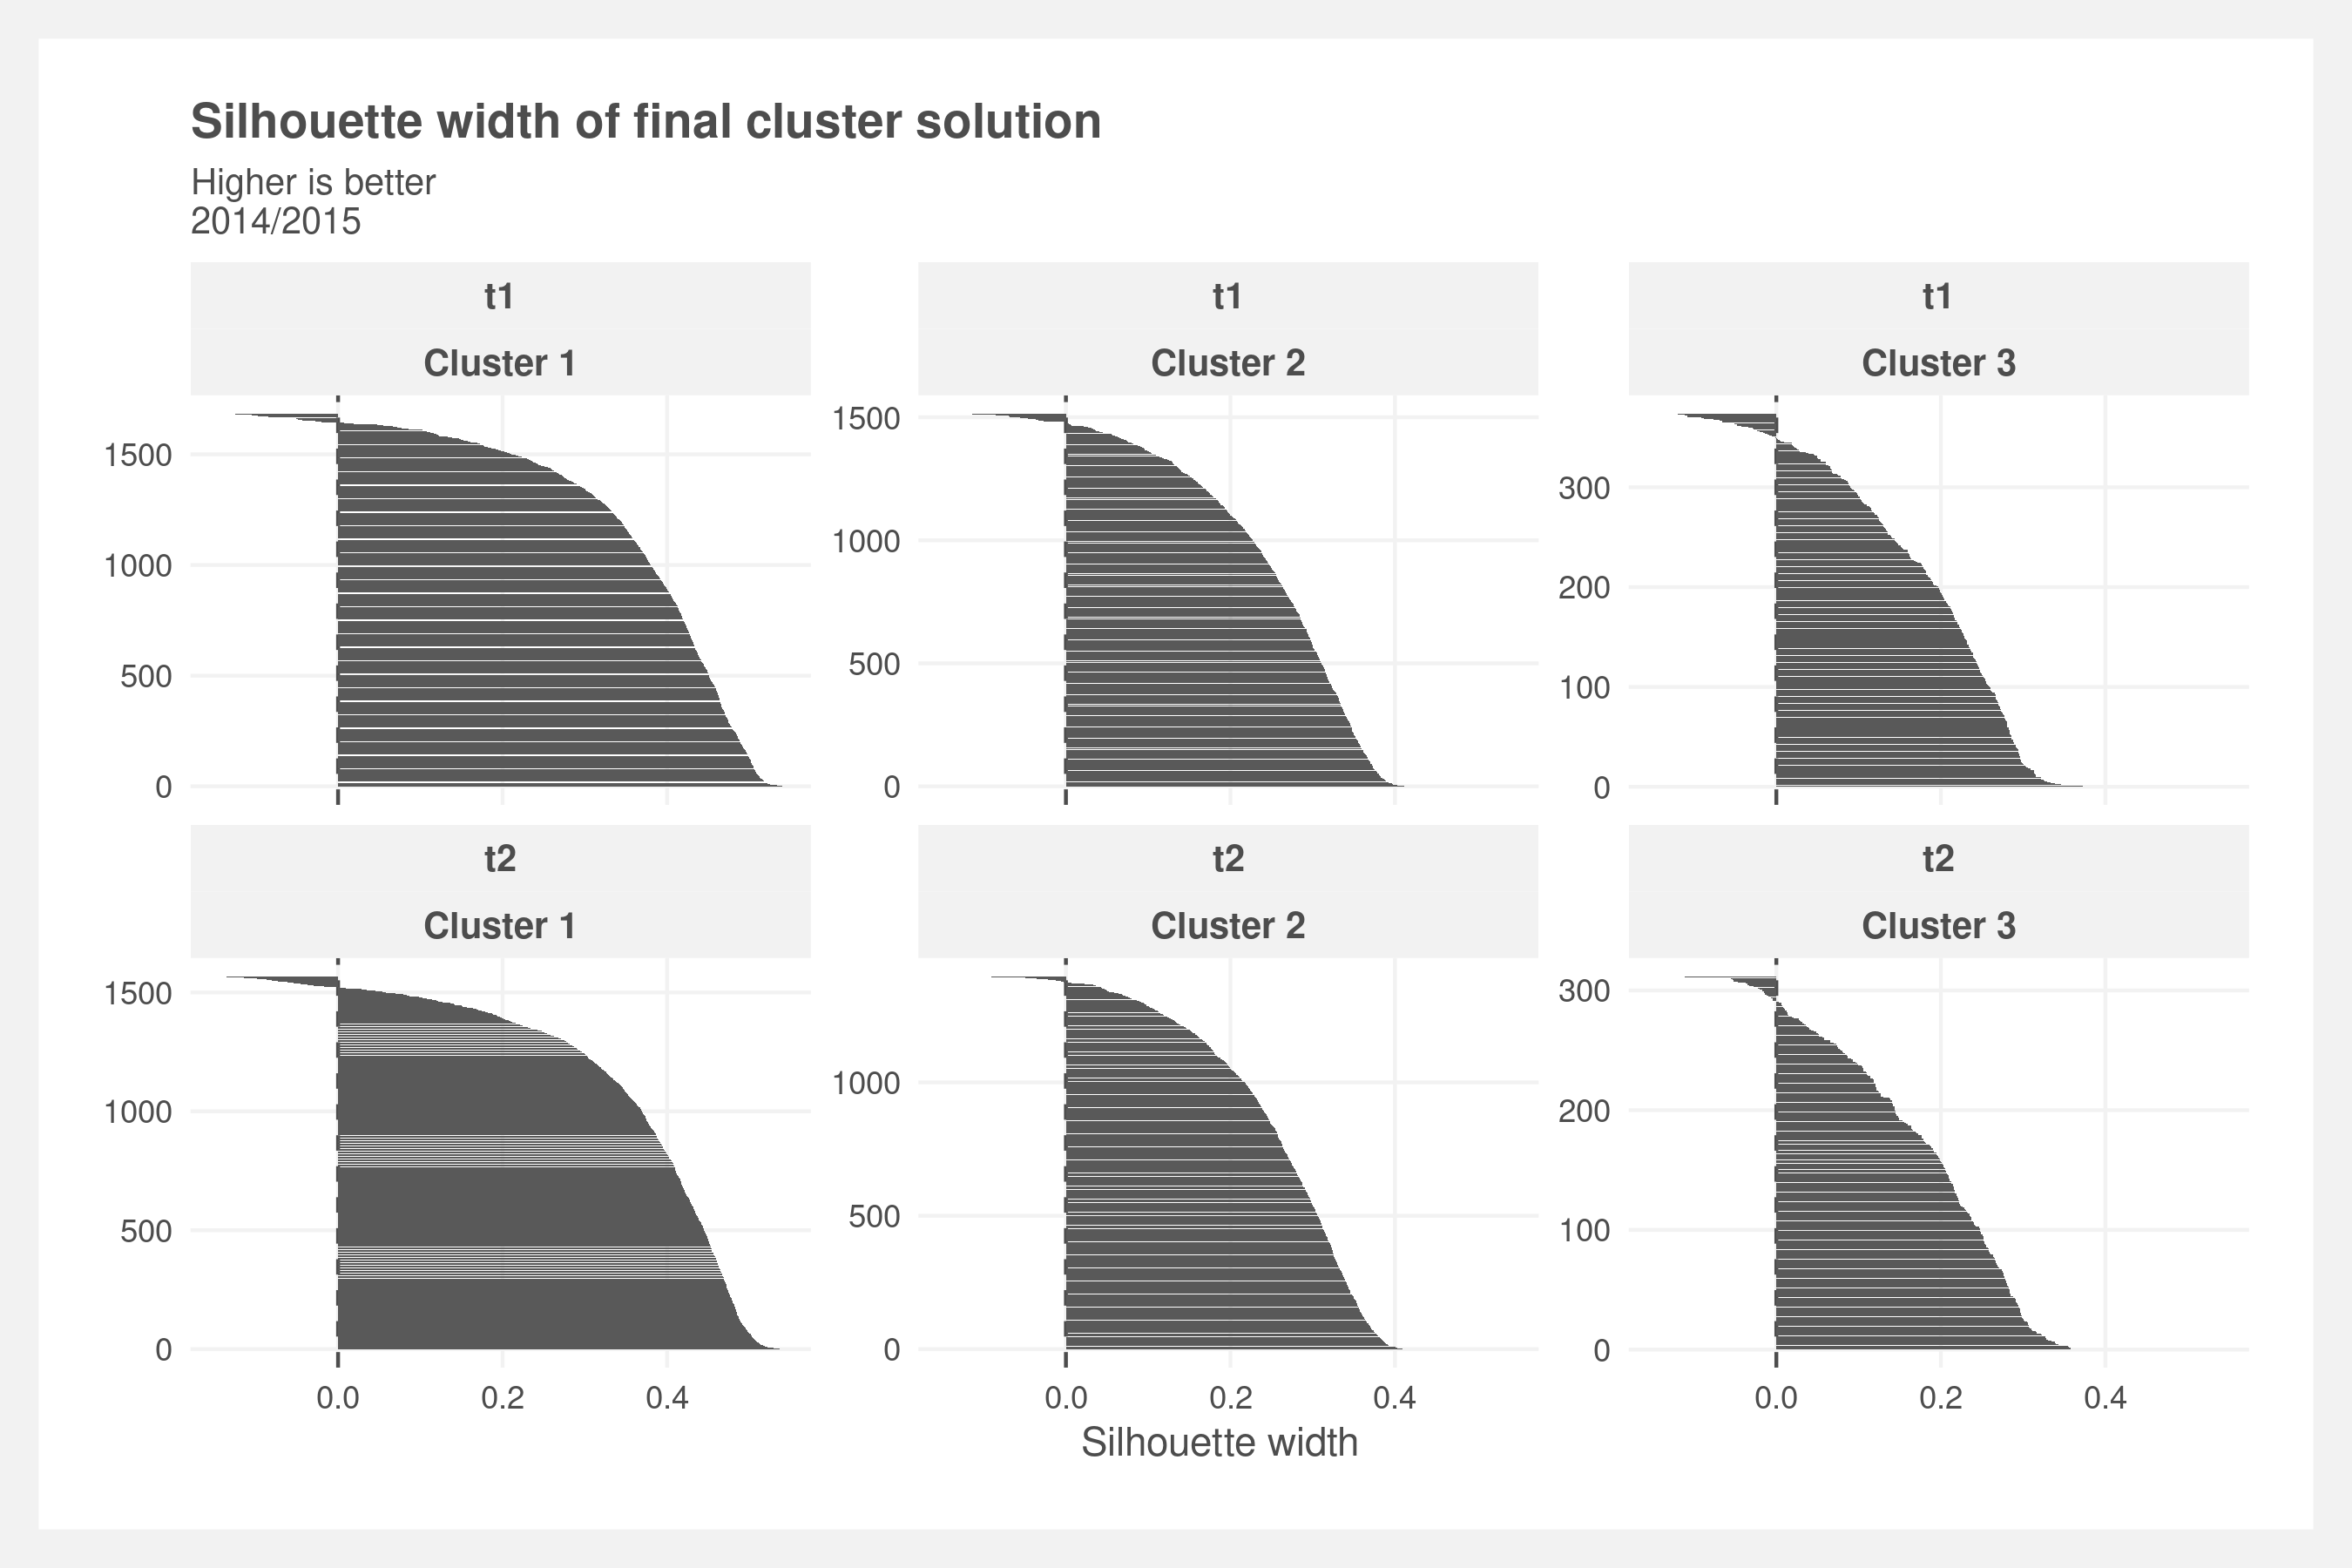 Silhouette width of final cluster solution
Higher is better
2014/2015
t1
t1
t1
Cluster 1
Cluster 2
Cluster 3
1500
1000
500
0
1500
1000
500
0
300
200
100
0
t2
t2
t2
Cluster 1
Cluster 2
Cluster 3
1500
1000
500
0
1000
500
0
300
200
100
0
0.0 0.2 0.4
0.0 0.2 0.4
0.0 0.2 0.4
Silhouette width